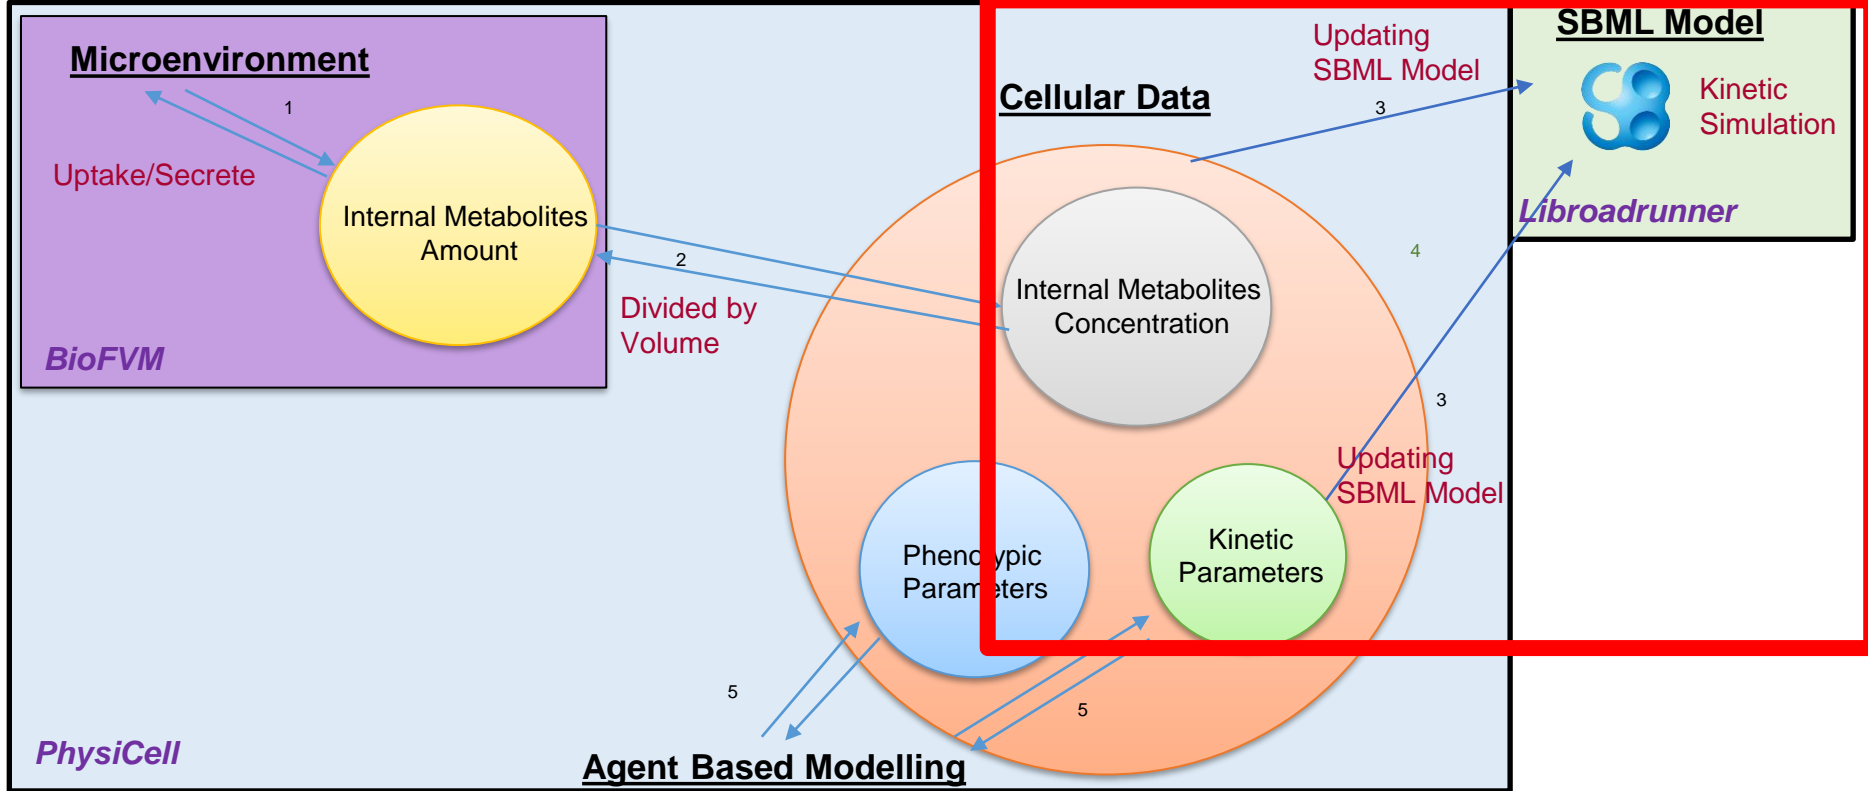 Microenvironment
1
Uptake/Secrete
Internal Metabolites
Amount
BioFVM
2
Divided by
Volume
Cellular Data
Updating
SBML Model
3
SBML Model
Kinetic
Simulation
Libroadrunner
4
Internal Metabolites
Concentration
3
Updating
SBML Model
Phenotypic
Parameters
Kinetic
Parameters
5
5
PhysiCell
Agent Based Modelling